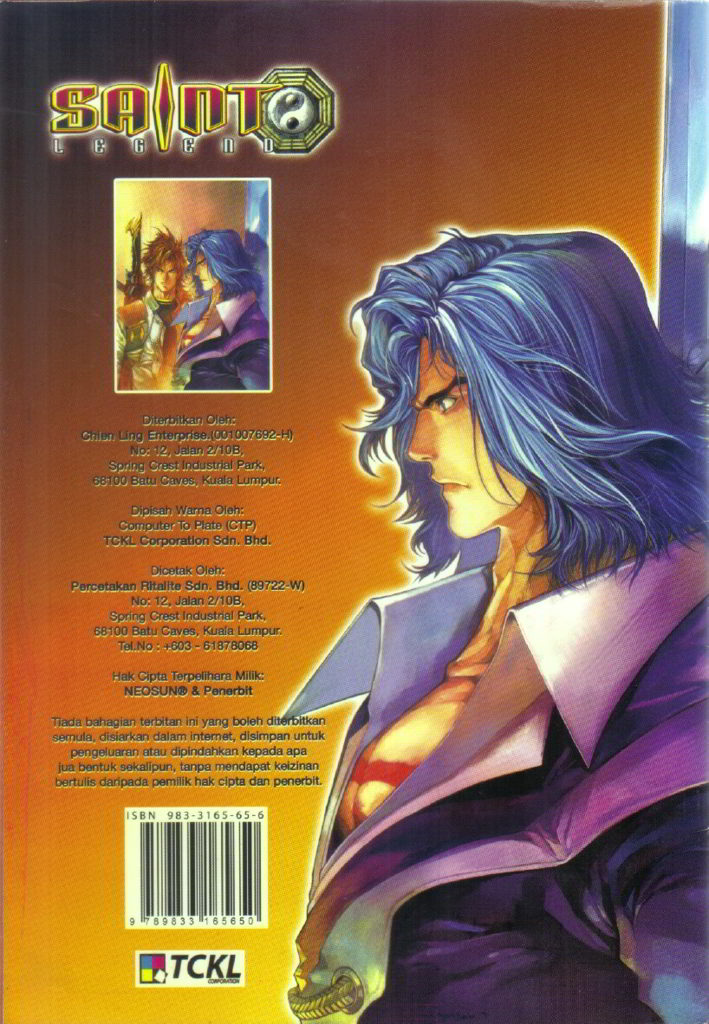 SAINT
LEGEND
Diterbitkan Oleh:
Chien Ling Enterprise.(001007692-H)
No: 12, Jalan 2/10B,
Spring Crest Industrial Park,
68100 Batu Caves, Kuala Lumpur.
Dipisah Warna Oleh:
Computer To Plate (CTP)
TCKL Corporation Sdn. Bhd.
Dicetak Oleh:
Percetakan Ritalite Sdn. Bhd. (89722-W)
No: 12, Jalan 2/10B,
Spring Crest Industrial Park,
68100 Batu Caves, Kuala Lumpur.
Tel.No : +603 - 61878068
Hak Cipta Terpelihara Milik:
NEOSUN® & Penerbit
Tiada bahagian terbitan ini yang boleh diterbitkan
semula, disiarkan dalam internet, disimpan untuk
pengeluaran atau dipindahkan kepada apa
jua bentuk sekalipun, tanpa mendapat keizinan
bertulis daripada pemilik hak cipta dan penerbit.
ISBN 983-3165-65-6
9 789833 165650
TCKL
CORPORATION